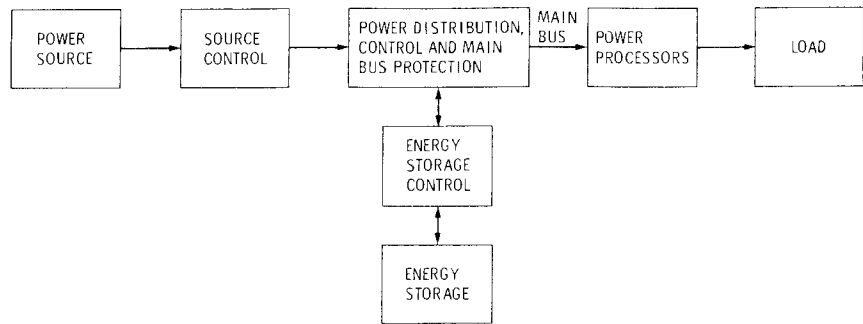 POWER
SOURCE
SOURCE
CONTROL
POWER DISTRIBUTION,
CONTROL AND MAIN
BUS PROTECTION
MAIN
BUS
POWER
PROCESSORS
LOAD
ENERGY
STORAGE
CONTROL
ENERGY
STORAGE